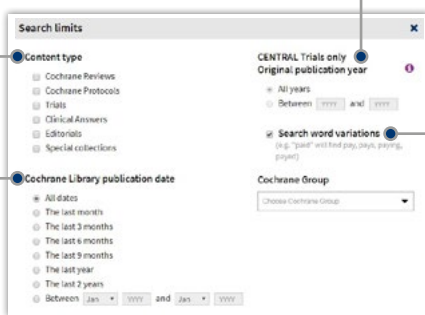 Search limits
Content type
Cochrane Reviews
Cochrane Protocols
Trials
Clinical Answers
Editorials
Special collections
Cochrane Library publication date
All dates
The last month
The last 3 months
The last 6 months
The last 9 months
The last year
The last 2 years
Between Jan YYYY and Jan YYYY
CENTRAL Trials only
Original publication year
All years
Between YYYY and YYYY
Search word variations
(e.g. "paid" will find pay, pays, paying,
payed)
Cochrane Group
Choose Cochrane Group